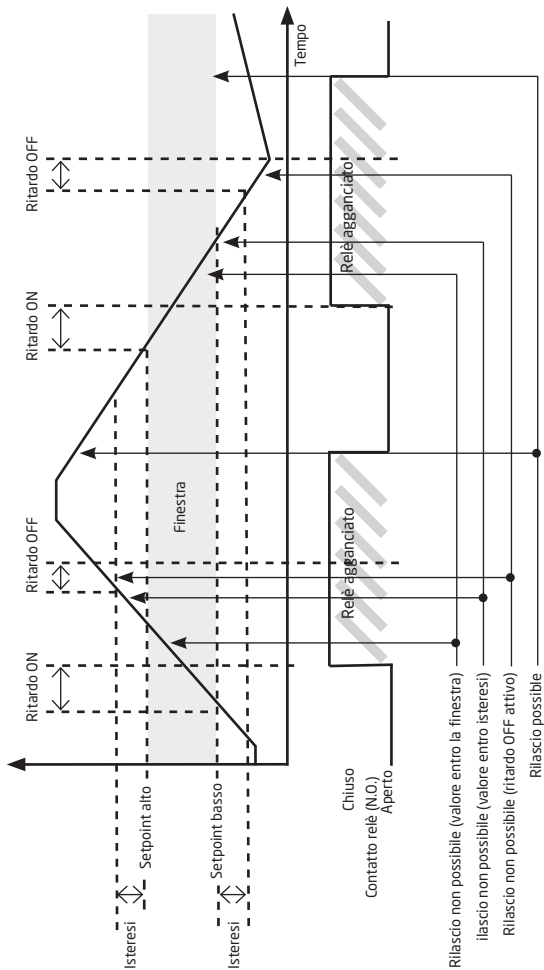 Ritardo ON
Ritardo OFF
Ritardo ON
Ritardo OFF
Isteresi
Setpoint alto
Finestra
Setpoint basso
Isteresi
Tempo
Chiuso
Contatto relè (N.O.)
Aperto
Relè agganciato
Relè agganciato
Rilascio non possibile (valore entro la finestra)
ilascio non possibile (valore entro isteresi)
Rilascio non possibile (ritardo OFF attivo)
Rilascio possibile